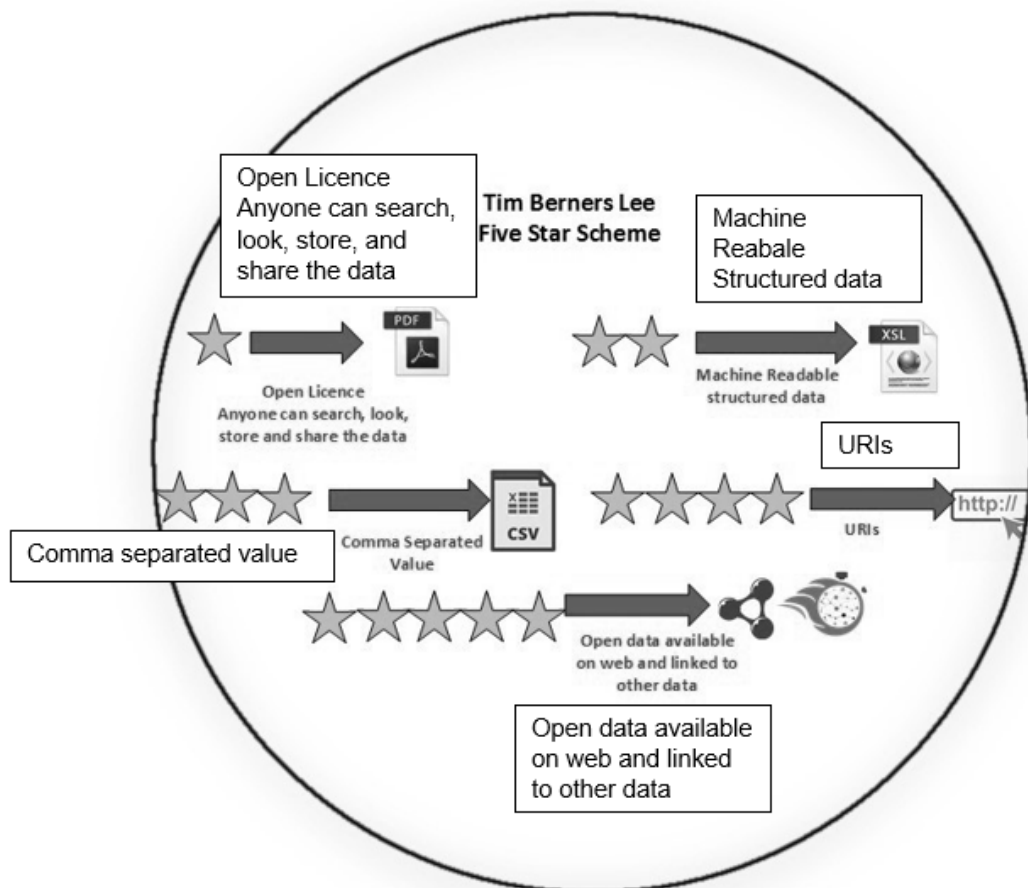 Tim Berners Lee
Five Star Scheme
Open Licence
Anyone can search,
look, store, and
share the data
PDF
Open Licence
Anyone can search, look,
store and share the data
Machine
Reabale
Structured data
XSL
Machine Readable
structured data
Comma separated value
X
CSV
Comma Separated
Value
URIs
http://
URIs
Open data available
on web and linked to
other data
Open data available
on web and linked
to other data